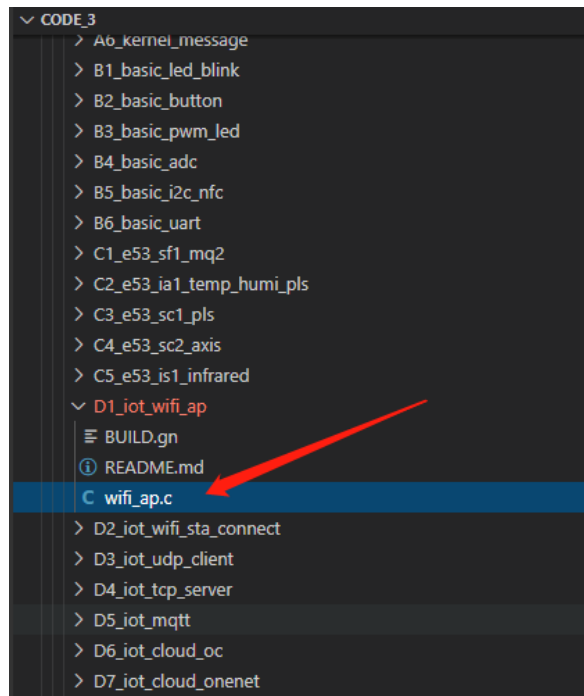 CODE_3
A6_kernel_message
B1_basic_led_blink
B2_basic_button
B3_basic_pwm_led
B4_basic_adc
B5_basic_i2c_nfc
B6_basic_uart
C1_e53_sf1_mq2
C2_e53_ia1_temp_humi_pls
C3_e53_sc1_pls
C4_e53_sc2_axis
C5_e53_is1_infrared
D1_iot_wifi_ap
BUILD.gn
README.md
C wifi_ap.c
D2_iot_wifi_sta_connect
D3_iot_udp_client
D4_iot_tcp_server
D5_iot_mqtt
D6_iot_cloud_oc
D7_iot_cloud_onenet